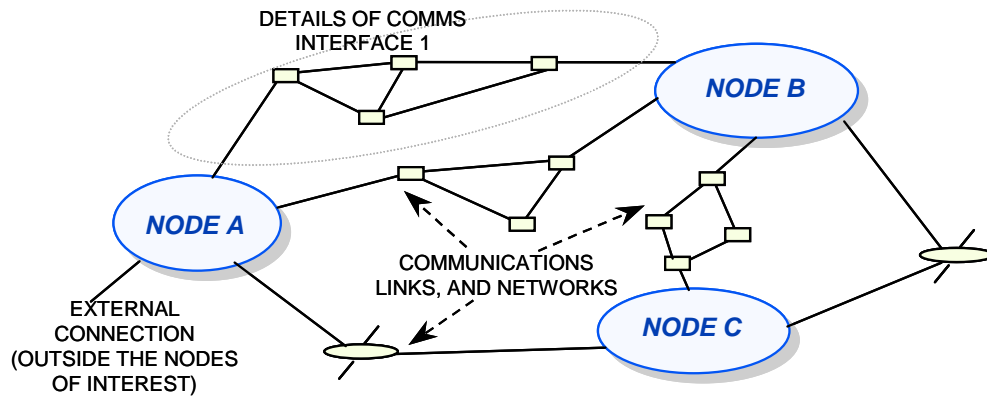 DETAILS OF COMMS
INTERFACE 1
NODE B
NODE A
COMMUNICATIONS
LINKS, AND NETWORKS
EXTERNAL
CONNECTION
(OUTSIDE THE NODES
OF INTEREST)
NODE C